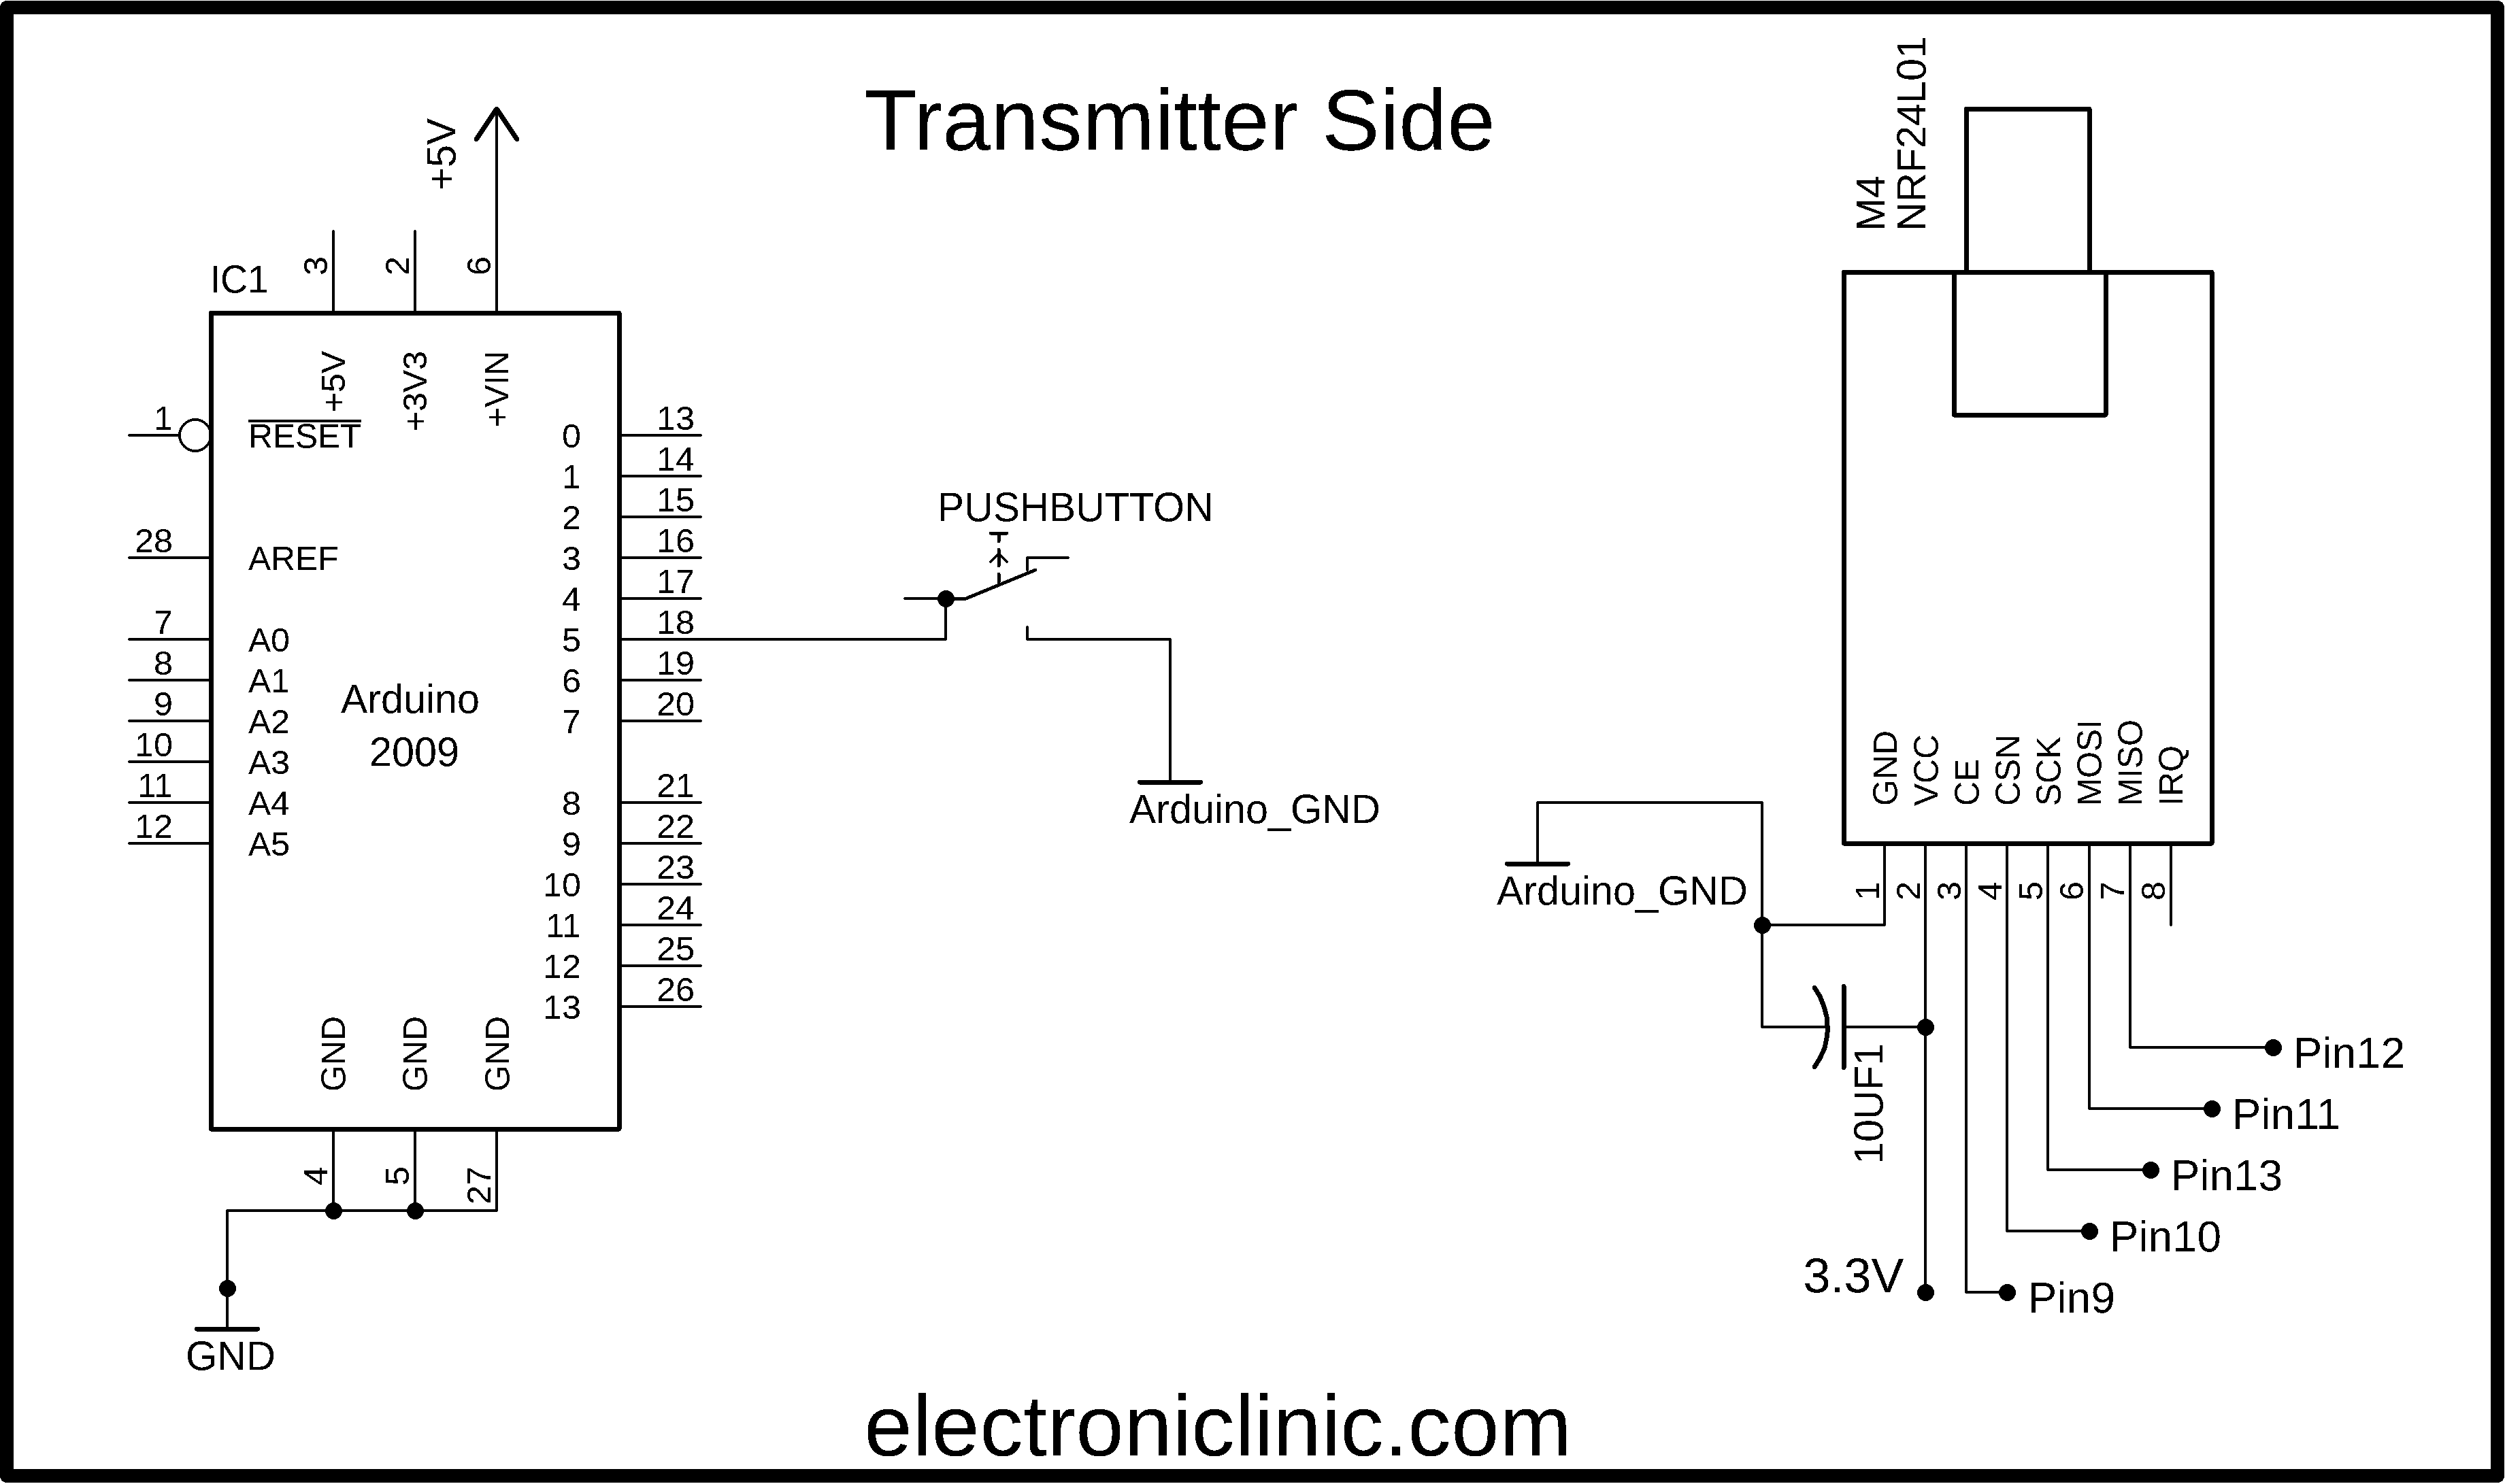 Transmitter Side
+5V
IC1
3
2
6
+5V
+3V3
+VIN
1
RESET
28
AREF
7
A0
8
A1
9
A2
10
A3
11
A4
12
A5
Arduino
2009
0
13
1
14
2
15
3
16
4
17
5
18
6
19
7
20
8
21
9
22
10
23
11
24
12
25
13
26
GND
GND
GND
4
5
27
GND
PUSHBUTTON
Arduino_GND
M4
NRF24L01
GND
VCC
CE
CSN
SCK
MOSI
MISO
IRQ
1
2
3
4
5
6
7
8
Arduino_GND
10UF1
3.3V
Pin12
Pin11
Pin13
Pin10
Pin9
electroniclinic.com